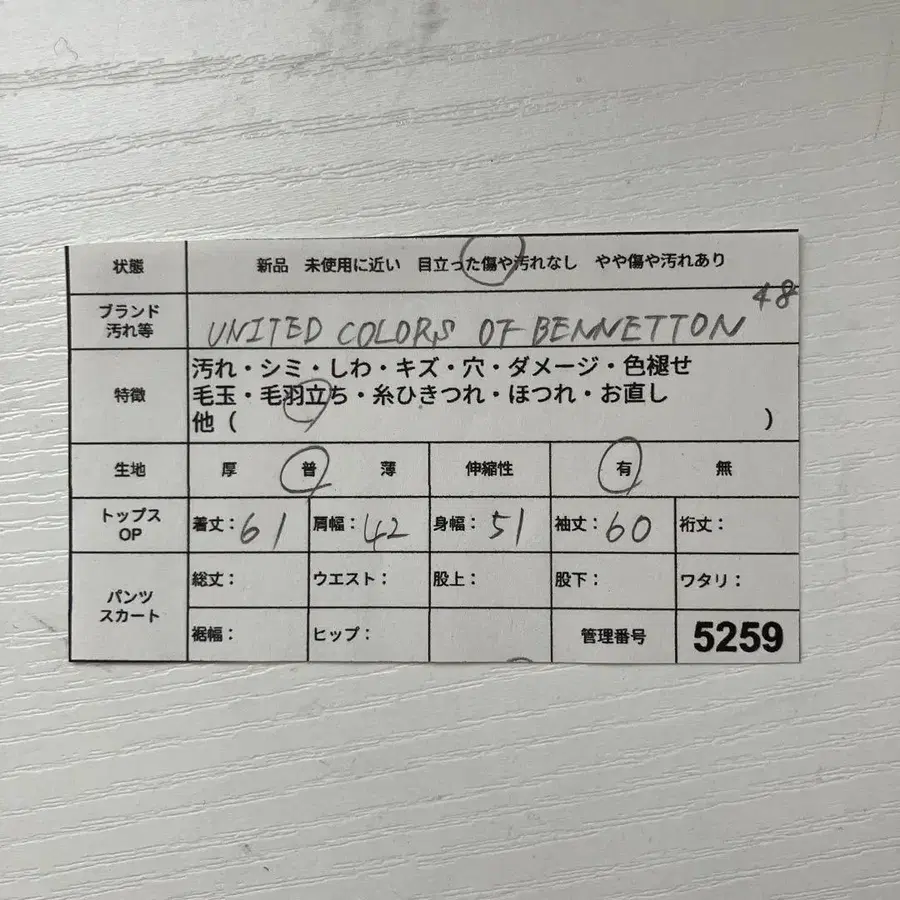 状態 新品 未使用に近い 目立った傷や汚れなし やや傷や汚れあり
48
ブランド
汚れ等
UNITED COLORS OF BENNETTON
特徴
汚れ・シミ・しわ・キズ・穴・ダメージ・色褪せ
毛玉・毛羽立ち・糸ひきつれ・ほつれ・お直し
他（ ）
生地 厚 普 薄 伸縮性 有 無
トップス
OP
着丈：61 肩幅：42 身幅：51 袖丈：60 裄丈：
パンツ
スカート
総丈： ウエスト： 股上： 股下： ワタリ：
裾幅： ヒップ： 管理番号 5259